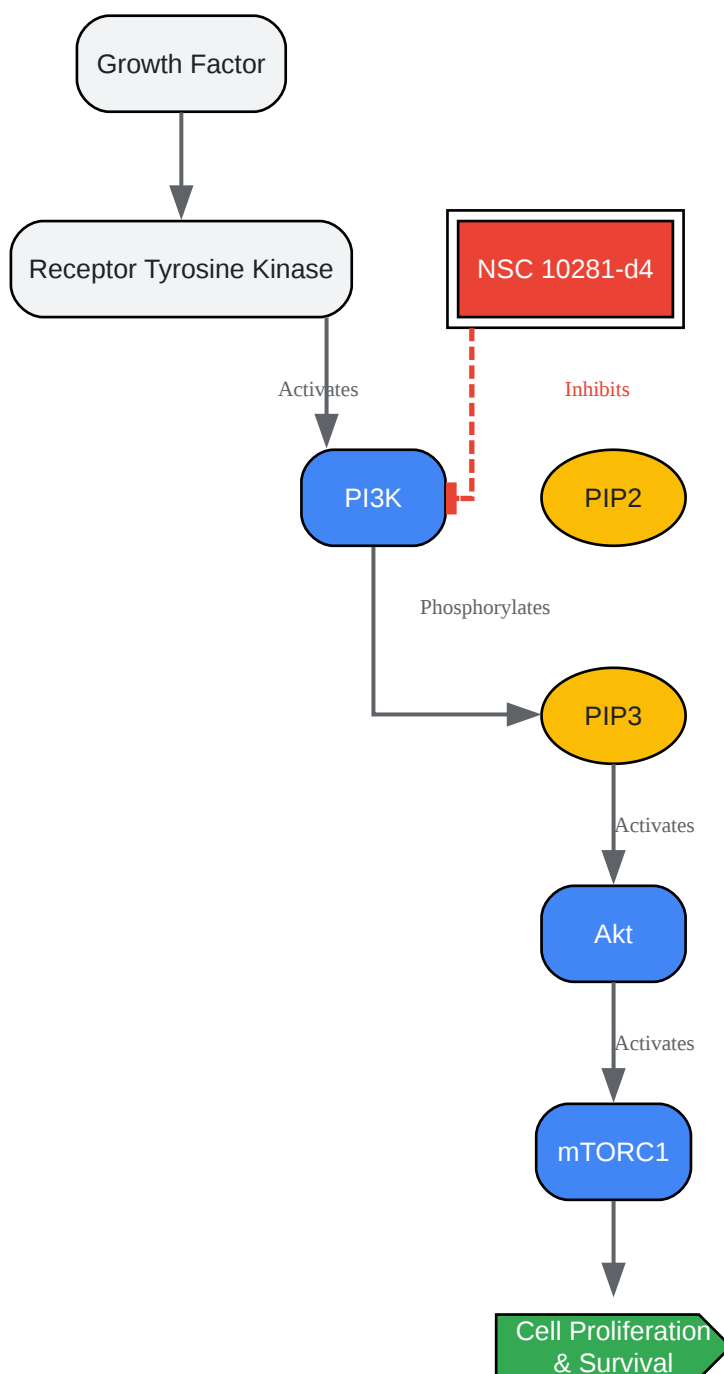 Growth Factor
Receptor Tyrosine Kinase
NSC 10281-d4
Activates
Inhibits
PI3K
PIP2
Phosphorylates
PIP3
Activates
Akt
Activates
mTORC1
Cell Proliferation
& Survival